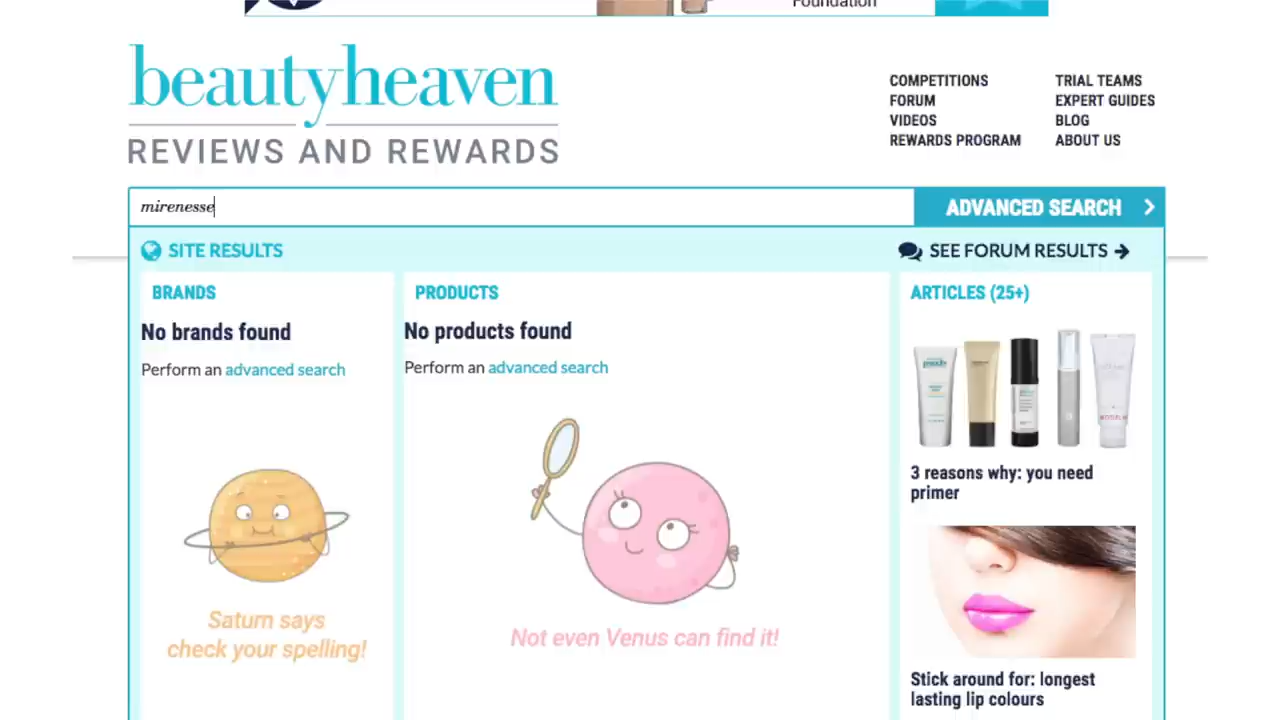 Foundation
beautyheaven
REVIEWS AND REWARDS
COMPETITIONS
FORUM
VIDEOS
REWARDS PROGRAM
TRIAL TEAMS
EXPERT GUIDES
BLOG
ABOUT US
mirenesse
ADVANCED SEARCH
SITE RESULTS
SEE FORUM RESULTS
BRANDS
No brands found
Perform an advanced search
Saturn says
check your spelling!
PRODUCTS
No products found
Perform an advanced search
Not even Venus can find it!
ARTICLES (25+)
3 reasons why: you need
primer
Stick around for: longest
lasting lip colours